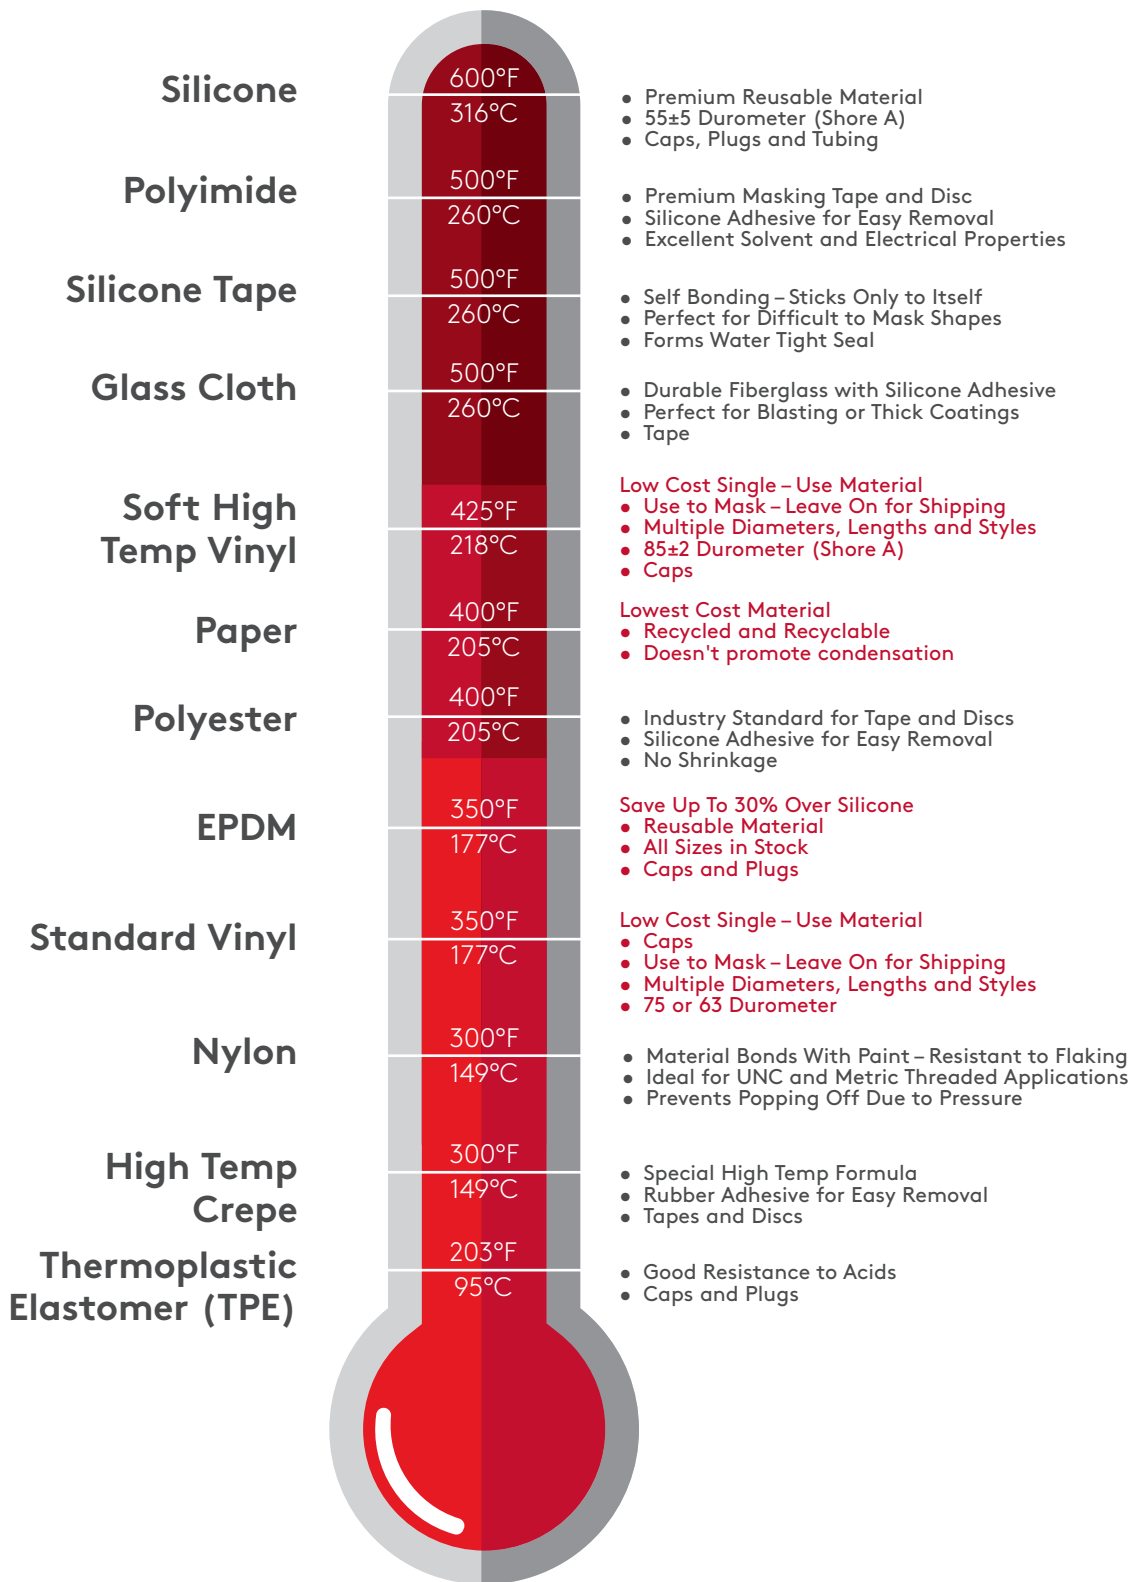 Silicone
600°F
316°C
● Premium Reusable Material
● 55±5 Durometer (Shore A)
● Caps, Plugs and Tubing
Polyimide
500°F
260°C
● Premium Masking Tape and Disc
● Silicone Adhesive for Easy Removal
● Excellent Solvent and Electrical Properties
Silicone Tape
500°F
260°C
● Self Bonding – Sticks Only to Itself
● Perfect for Difficult to Mask Shapes
● Forms Water Tight Seal
Glass Cloth
500°F
260°C
● Durable Fiberglass with Silicone Adhesive
● Perfect for Blasting or Thick Coatings
● Tape
Soft High
Temp Vinyl
425°F
218°C
Low Cost Single – Use Material
● Use to Mask – Leave On for Shipping
● Multiple Diameters, Lengths and Styles
● 85±2 Durometer (Shore A)
● Caps
Paper
400°F
205°C
Lowest Cost Material
● Recycled and Recyclable
● Doesn't promote condensation
Polyester
400°F
205°C
● Industry Standard for Tape and Discs
● Silicone Adhesive for Easy Removal
● No Shrinkage
EPDM
350°F
177°C
Save Up To 30% Over Silicone
● Reusable Material
● All Sizes in Stock
● Caps and Plugs
Standard Vinyl
350°F
177°C
Low Cost Single – Use Material
● Caps
● Use to Mask – Leave On for Shipping
● Multiple Diameters, Lengths and Styles
● 75 or 63 Durometer
Nylon
300°F
149°C
● Material Bonds With Paint – Resistant to Flaking
● Ideal for UNC and Metric Threaded Applications
● Prevents Popping Off Due to Pressure
High Temp
Crepe
300°F
149°C
● Special High Temp Formula
● Rubber Adhesive for Easy Removal
● Tapes and Discs
Thermoplastic
Elastomer (TPE)
203°F
95°C
● Good Resistance to Acids
● Caps and Plugs